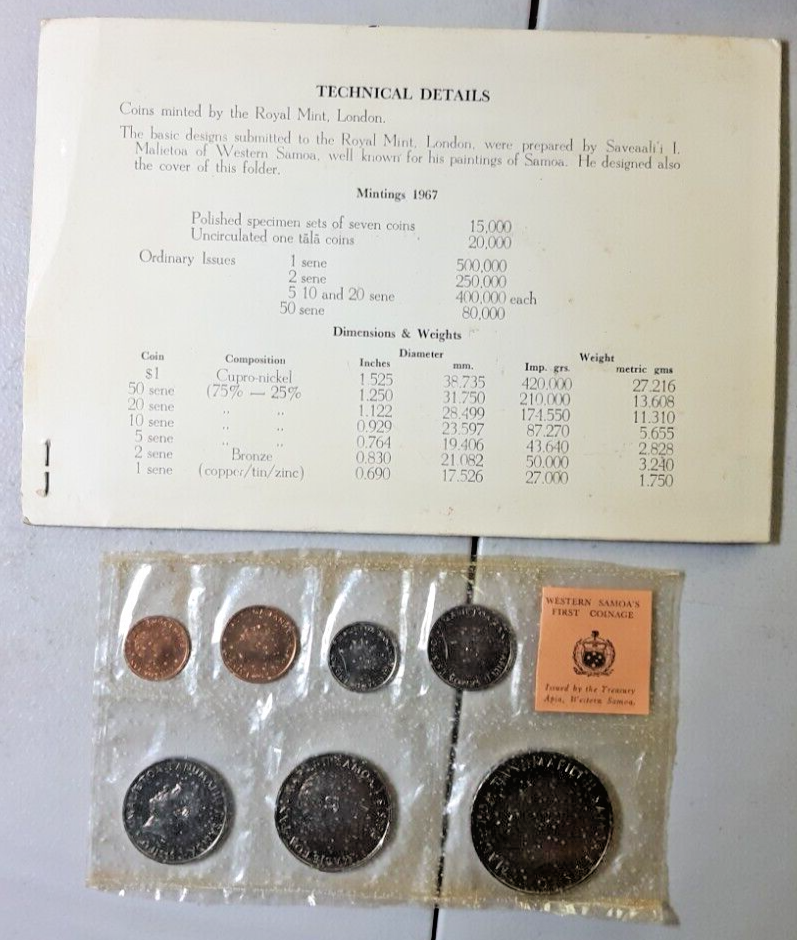 TECHNICAL DETAILS
Coins minted by the Royal Mint, London.
The basic designs submitted to the Royal Mint, London, were prepared by Saveaali'i I.
Malietoa of Western Samoa, well known for his paintings of Samoa. He designed also
the cover of this folder.
Mintings 1967
Polished specimen sets of seven coins 15,000
Uncirculated one tālā coins 20,000
Ordinary Issues 1 sene 500,000
2 sene 250,000
5 10 and 20 sene 400,000 each
50 sene 80,000
Dimensions & Weights
Diameter Weight
Coin Composition Inches mm. Imp. grs. metric gms
$1 Cupro-nickel 1.525 38.735 420.000 27.216
50 sene (75% — 25% 1.250 31.750 210.000 13.608
20 sene ,, ,, 1.122 28.499 174.550 11.310
10 sene ,, ,, 0.929 23.597 87.270 5.655
5 sene ,, ,, 0.764 19.406 43.640 2.828
2 sene Bronze 0.830 21.082 50.000 3.240
1 sene (copper/tin/zinc) 0.690 17.526 27.000 1.750
WESTERN SAMOA'S
FIRST COINAGE
Issued by the Treasury
Apia, Western Samoa.